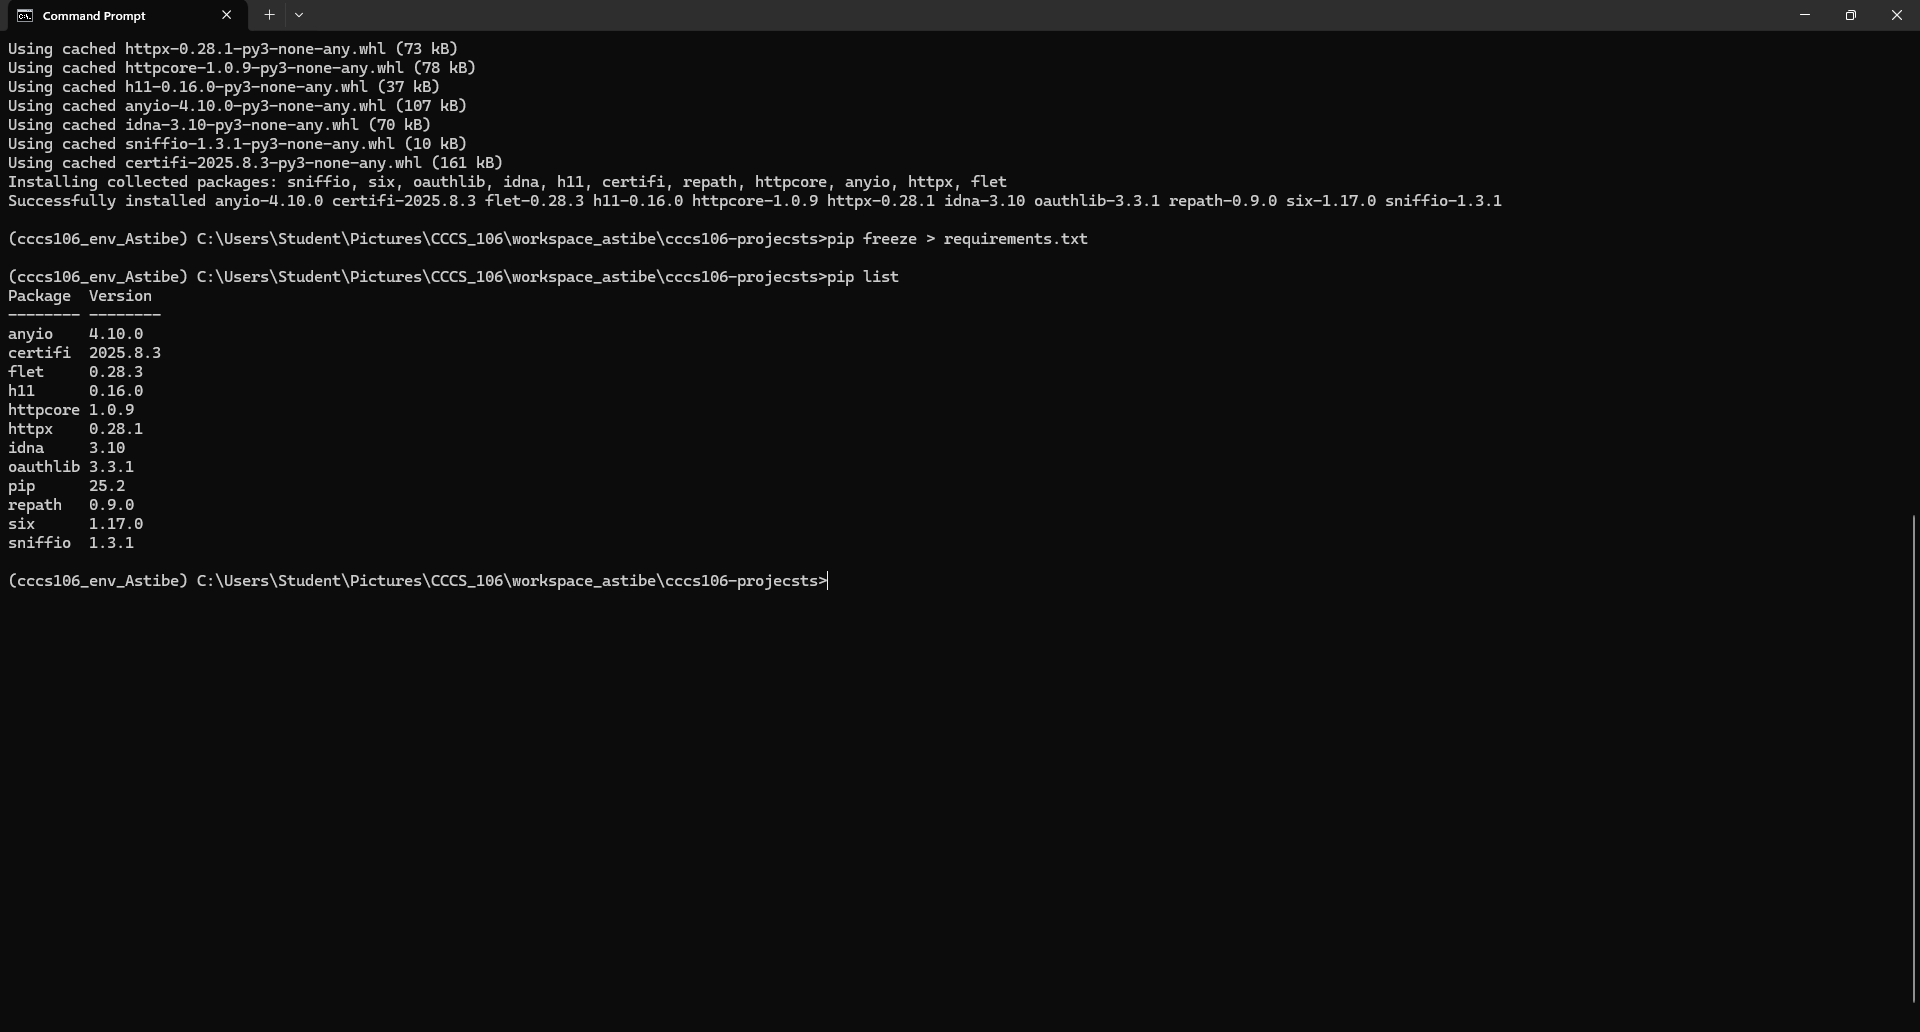 Command Prompt
Using cached httpx-0.28.1-py3-none-any.whl (73 kB)
Using cached httpcore-1.0.9-py3-none-any.whl (78 kB)
Using cached h11-0.16.0-py3-none-any.whl (37 kB)
Using cached anyio-4.10.0-py3-none-any.whl (107 kB)
Using cached idna-3.10-py3-none-any.whl (70 kB)
Using cached sniffio-1.3.1-py3-none-any.whl (10 kB)
Using cached certifi-2025.8.3-py3-none-any.whl (161 kB)
Installing collected packages: sniffio, six, oauthlib, idna, h11, certifi, repath, httpcore, anyio, httpx, flet
Successfully installed anyio-4.10.0 certifi-2025.8.3 flet-0.28.3 h11-0.16.0 httpcore-1.0.9 httpx-0.28.1 idna-3.10 oauthlib-3.3.1 repath-0.9.0 six-1.17.0 sniffio-1.3.1
(cccs106_env_Astibe) C:\Users\Student\Pictures\CCCS_106\workspace_astibe\cccs106-projecsts>pip freeze > requirements.txt
(cccs106_env_Astibe) C:\Users\Student\Pictures\CCCS_106\workspace_astibe\cccs106-projecsts>pip list
Package  Version
-------- --------
anyio    4.10.0
certifi  2025.8.3
flet     0.28.3
h11      0.16.0
httpcore 1.0.9
httpx    0.28.1
idna     3.10
oauthlib 3.3.1
pip      25.2
repath   0.9.0
six      1.17.0
sniffio  1.3.1
(cccs106_env_Astibe) C:\Users\Student\Pictures\CCCS_106\workspace_astibe\cccs106-projecsts>